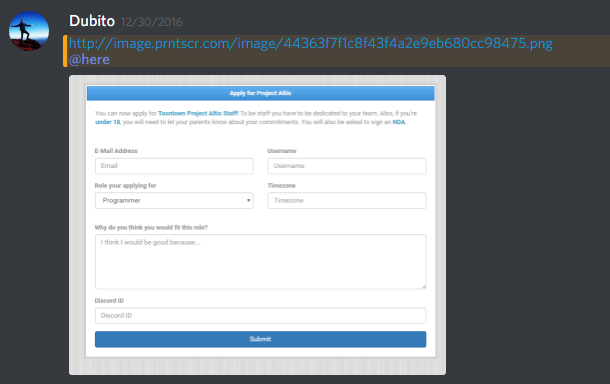 Dubito 12/30/2016
http://image.prntscr.com/image/44363f7f1c8f43f4a2e9eb680cc98475.png
@here
Apply for Project Altis
You can now apply for Toontown Project Altis Staff! To be staff you have to be dedicated to your team. Also, if you're
under 18, you will need to let your parents know about your commitments. You will also be asked to sign an NDA.
E-Mail Address Username
Email Username
Role your applying for Timezone
Programmer Timezone
Why do you think you would fit this role?
I think I would be good because...
Discord ID
Discord ID
Submit